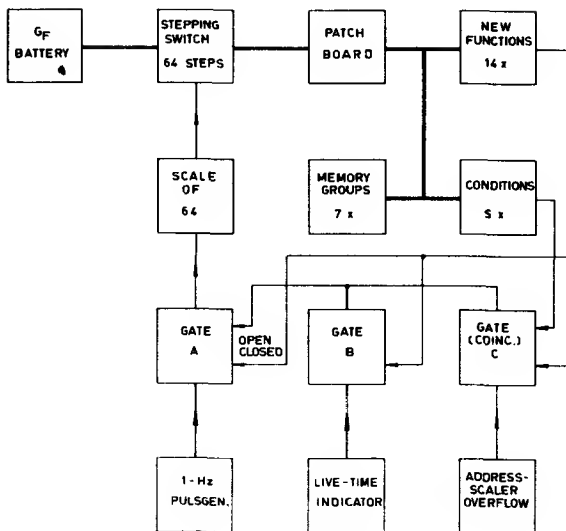 GF
BATTERY
STEPPING
SWITCH
64 STEPS
PATCH
BOARD
NEW
FUNCTIONS
14 x
SCALE
OF
64
MEMORY
GROUPS
7 x
CONDITIONS
5 x
GATE
A
OPEN
CLOSED
GATE
B
GATE
(COINC.)
C
1-Hz
PULSGEN.
LIVE-TIME
INDICATOR
ADDRESS-
SCALER
OVERFLOW